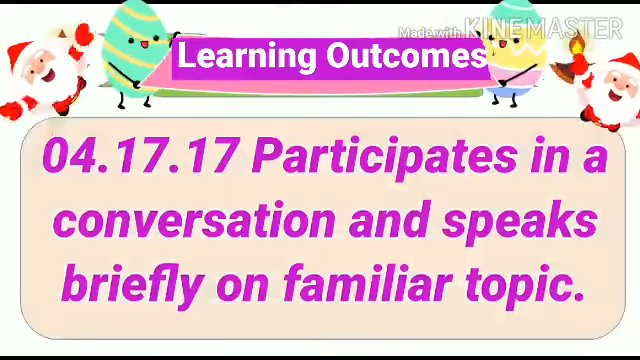 Made with KINEMASTER
Learning Outcomes
04.17.17 Participates in a
conversation and speaks
briefly on familiar topic.